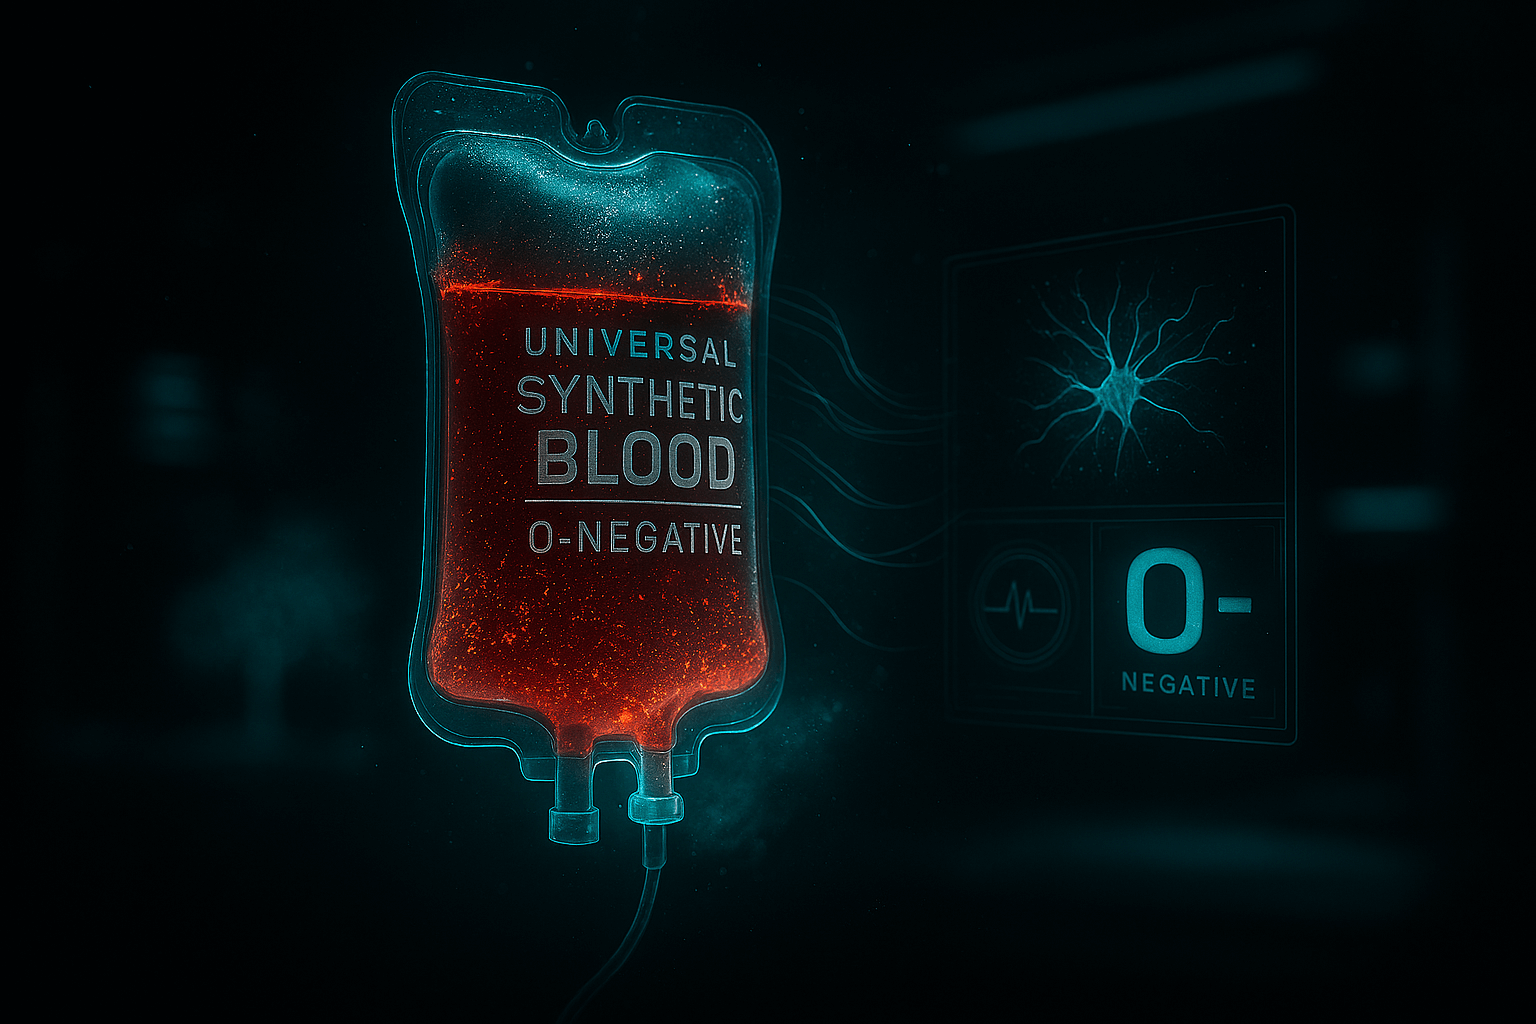 UNIVERSAL
SYNTHETIC
BLOOD
O-NEGATIVE
O-
NEGATIVE